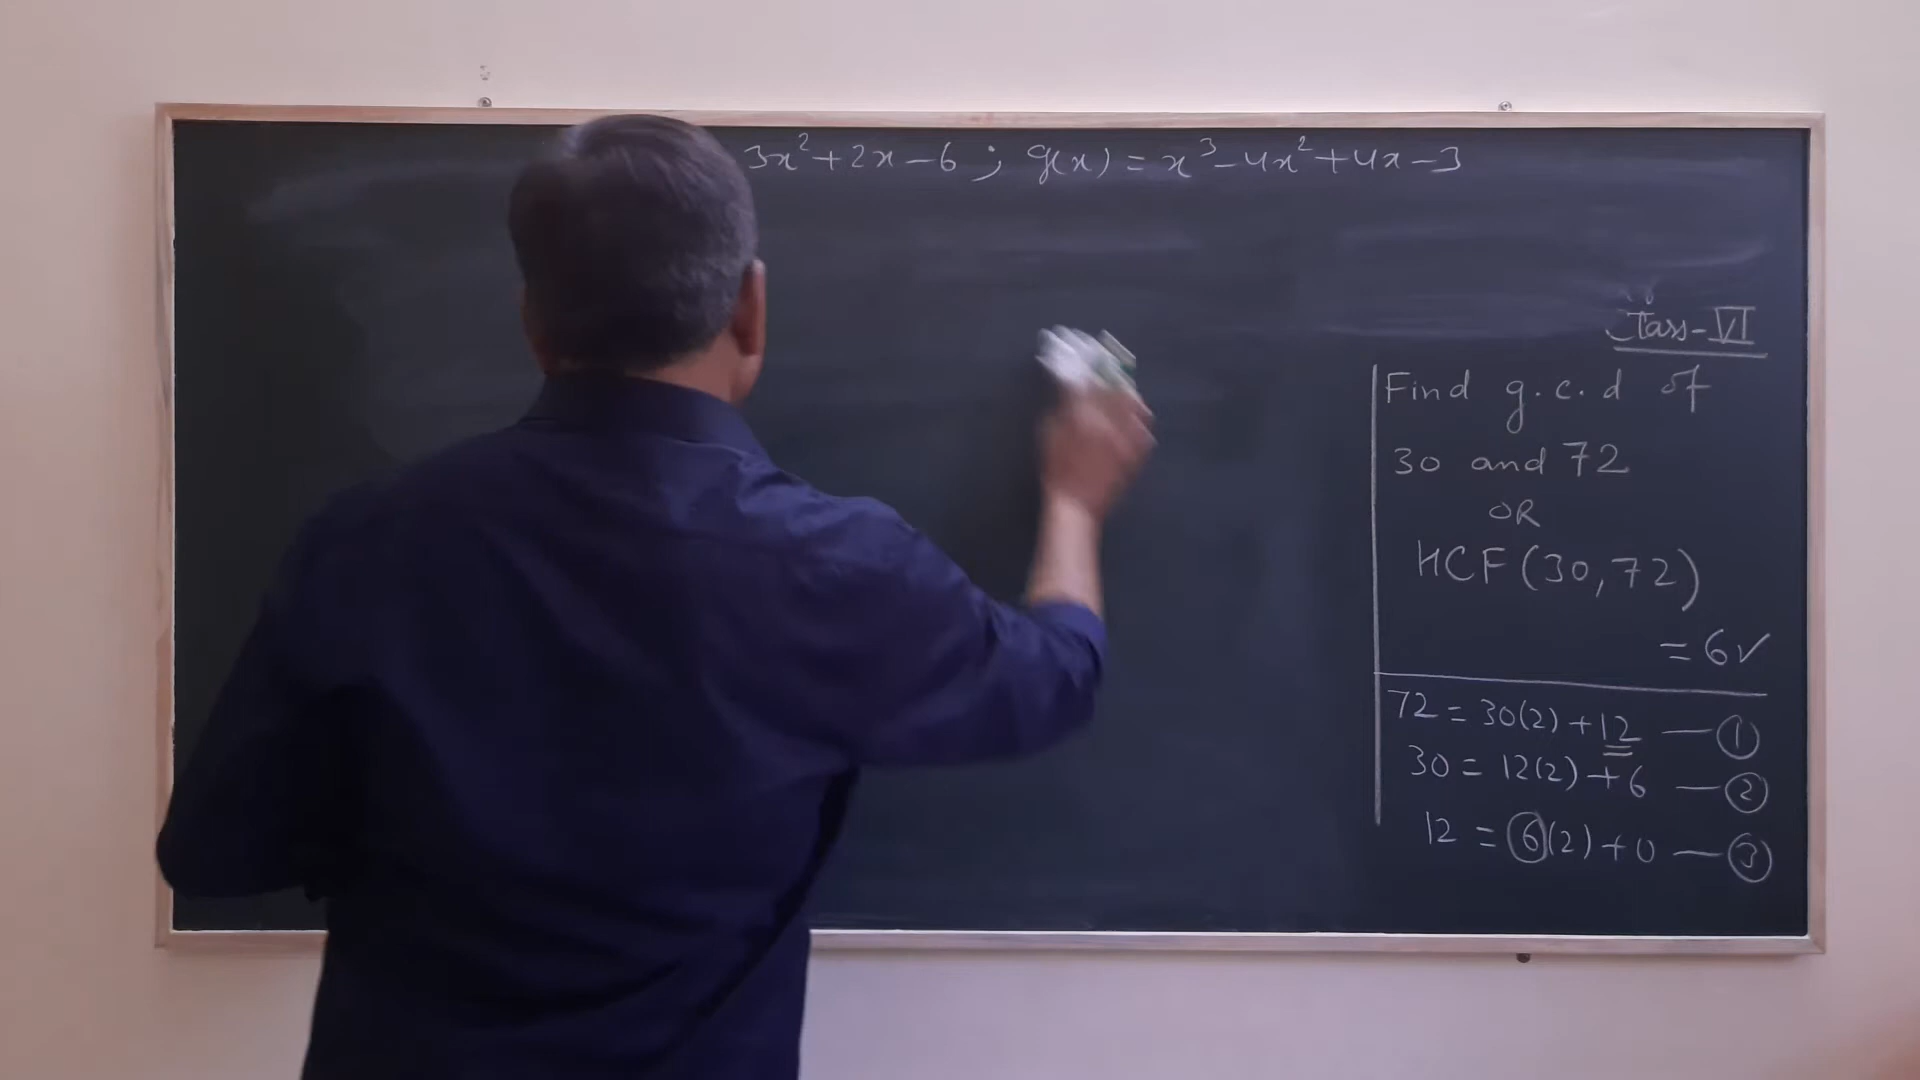 3x²+2x-6 ; g(x) = x³-4x²+4x-3
Class-VI
Find g.c.d of
30 and 72
OR
HCF(30,72)
= 6✓
72 = 30(2)+12 — ①
30 = 12(2)+6 — ②
12 = 6(2)+0 — ③